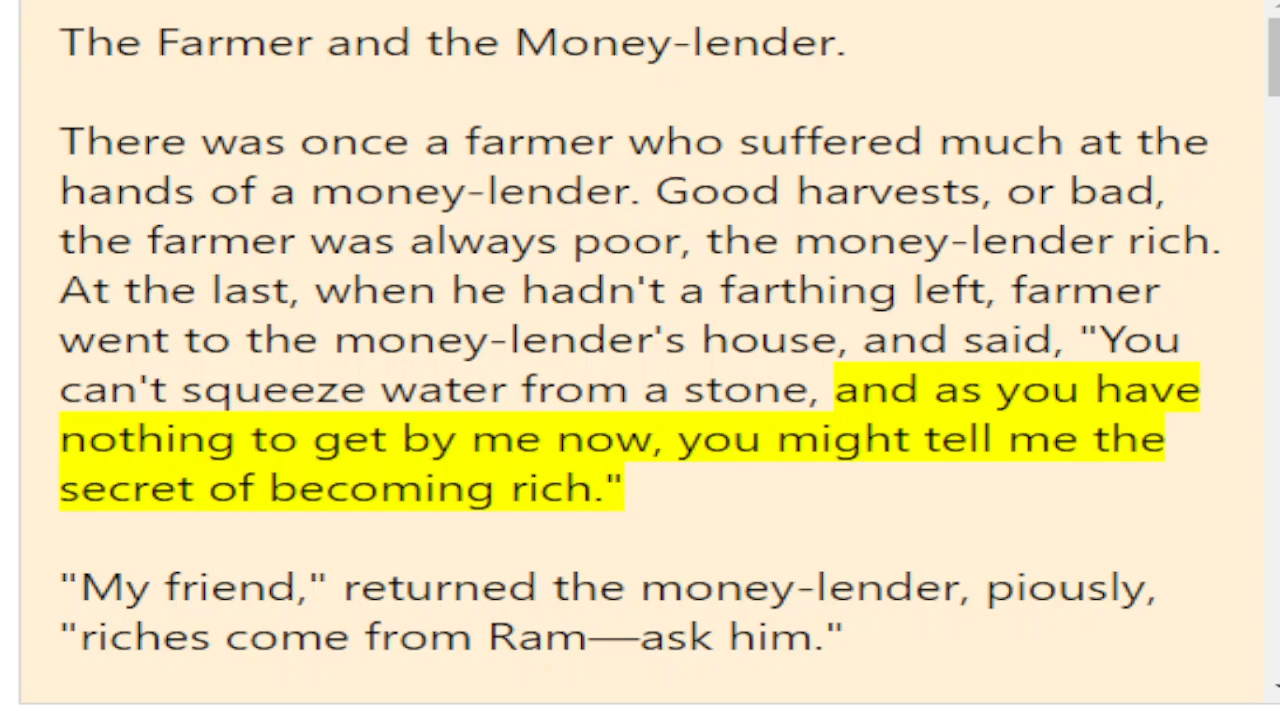 The Farmer and the Money-lender.
There was once a farmer who suffered much at the
hands of a money-lender. Good harvests, or bad,
the farmer was always poor, the money-lender rich.
At the last, when he hadn't a farthing left, farmer
went to the money-lender's house, and said, "You
can't squeeze water from a stone, and as you have
nothing to get by me now, you might tell me the
secret of becoming rich."
"My friend," returned the money-lender, piously,
"riches come from Ram—ask him."